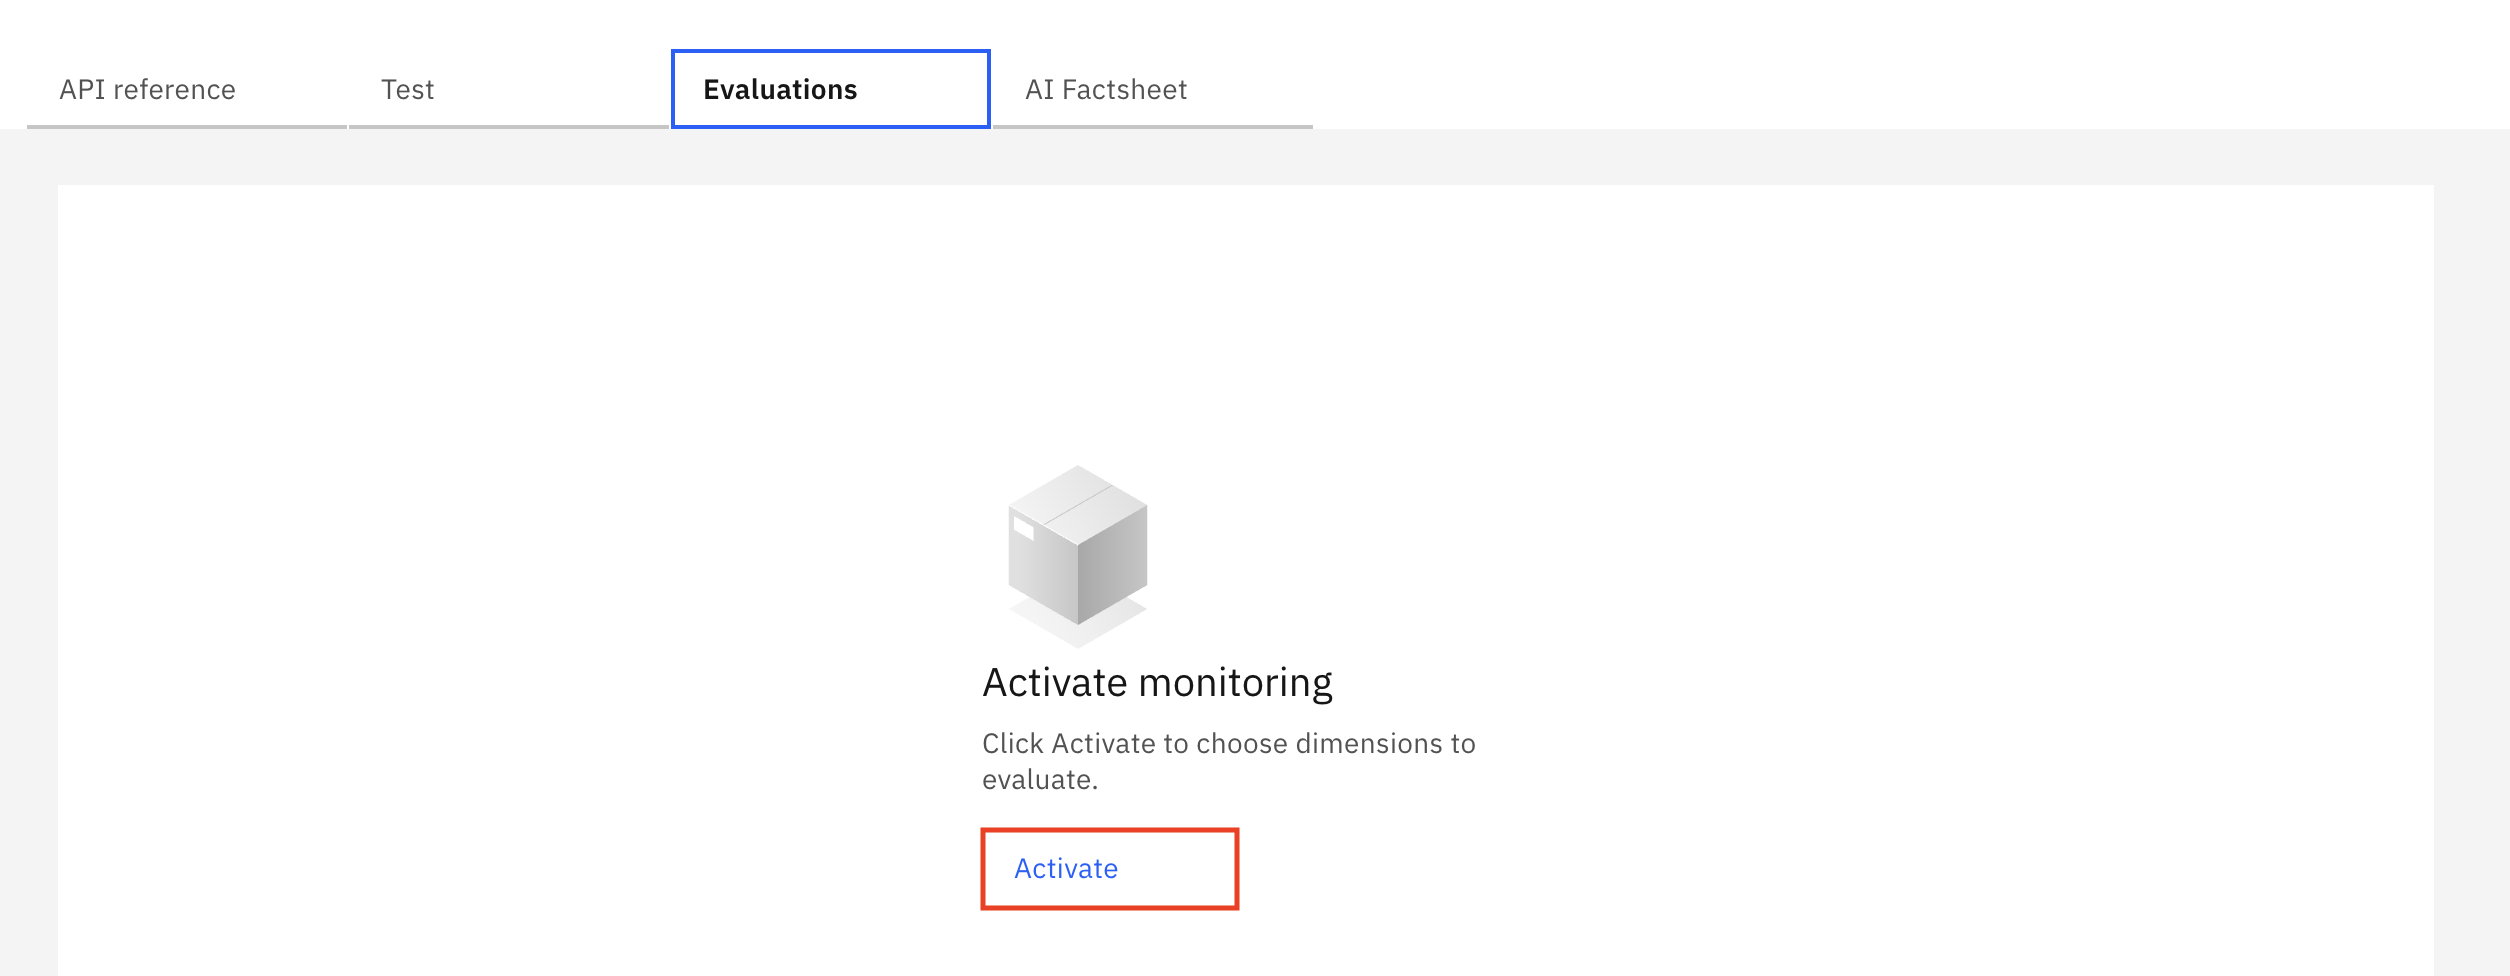 API reference
Test
Evaluations
AI Factsheet
Activate monitoring
Click Activate to choose dimensions to
evaluate.
Activate